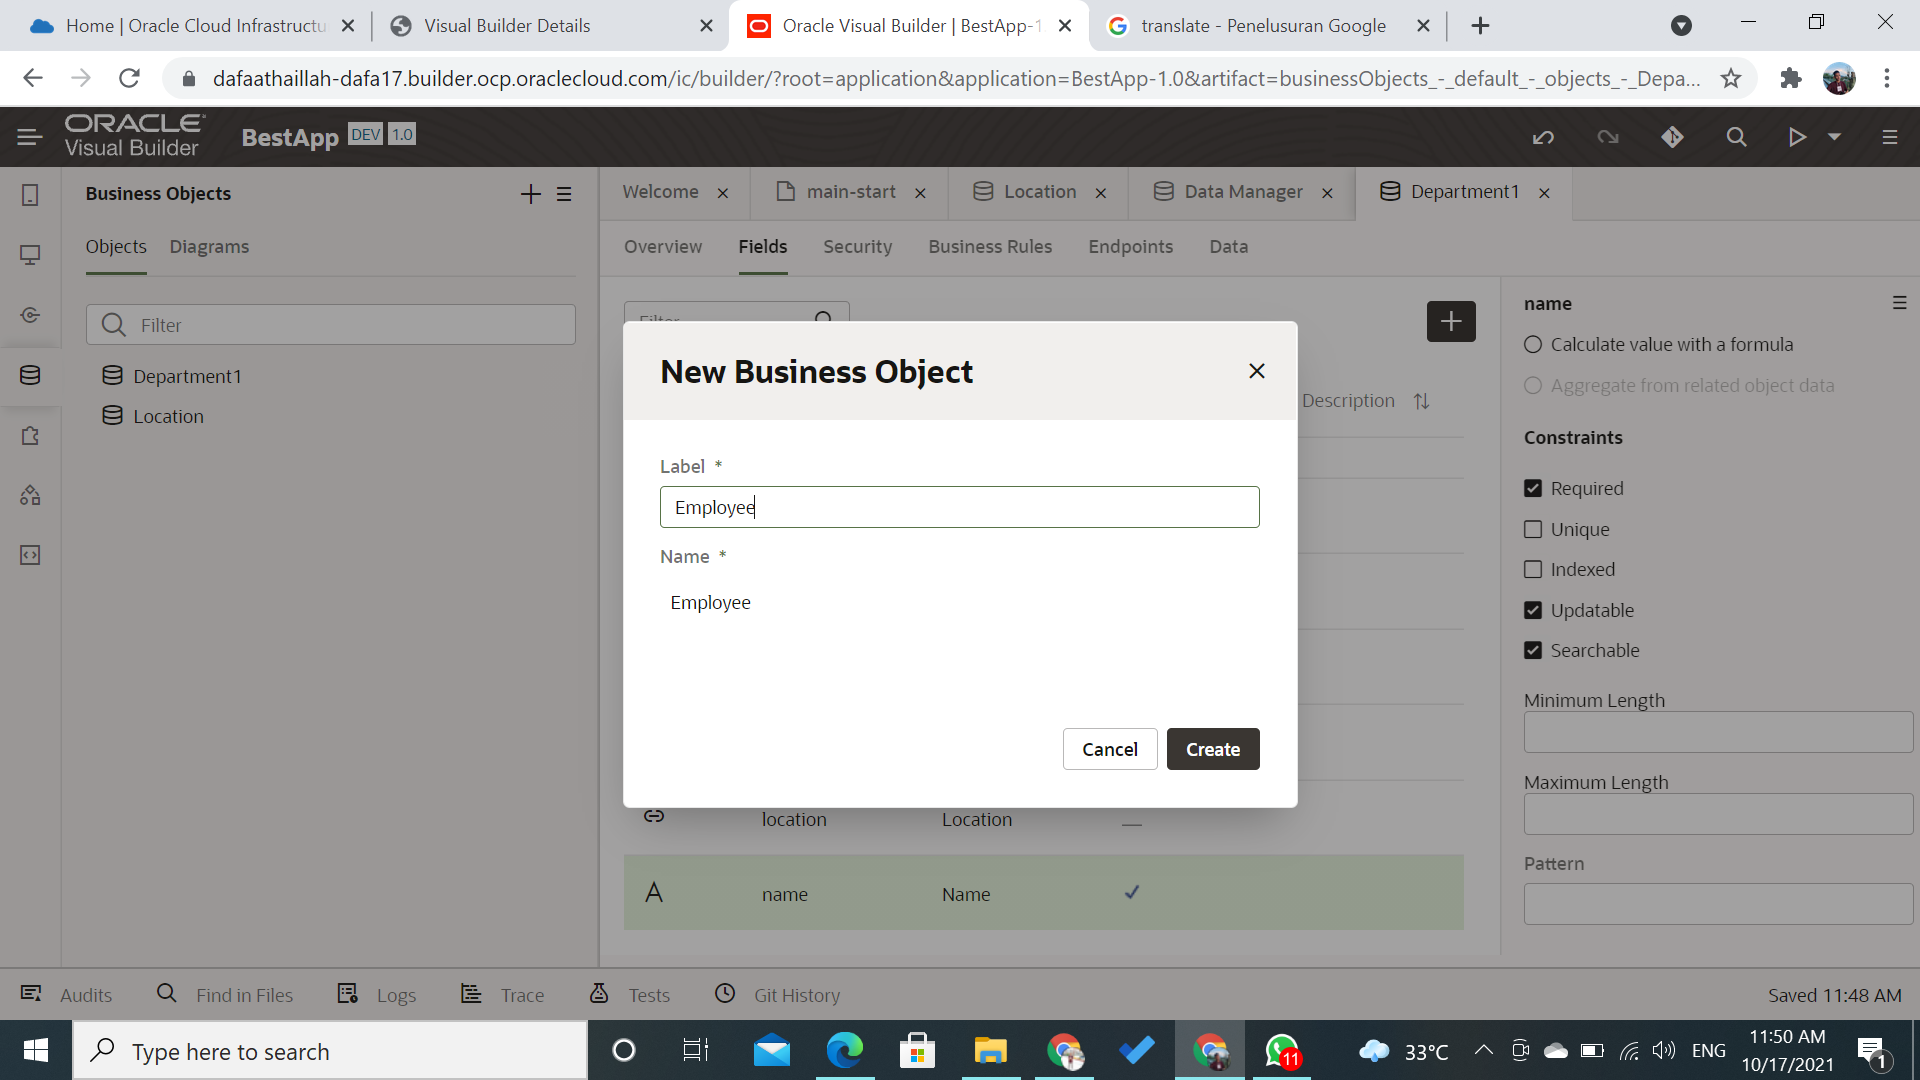 Home | Oracle Cloud Infrastructu
Visual Builder Details
Oracle Visual Builder | BestApp-1
translate - Penelusuran Google
dafaathaillah-dafa17.builder.ocp.oraclecloud.com/ic/builder/?root=application&application=BestApp-1.0&artifact=businessObjects_-_default_-_objects_-_Depa...
ORACLE
Visual Builder
BestApp DEV 1.0
Business Objects
Objects Diagrams
Filter
Department1
Location
Welcome
main-start
Location
Data Manager
Department1
Overview Fields Security Business Rules Endpoints Data
Filter
Description
New Business Object
Label *
Employee
Name *
Employee
Cancel Create
location Location
name Name
name
Calculate value with a formula
Aggregate from related object data
Constraints
Required
Unique
Indexed
Updatable
Searchable
Minimum Length
Maximum Length
Pattern
Audits Find in Files Logs Trace Tests Git History
Saved 11:48 AM
Type here to search
11
33°C
ENG
11:50 AM
10/17/2021
1